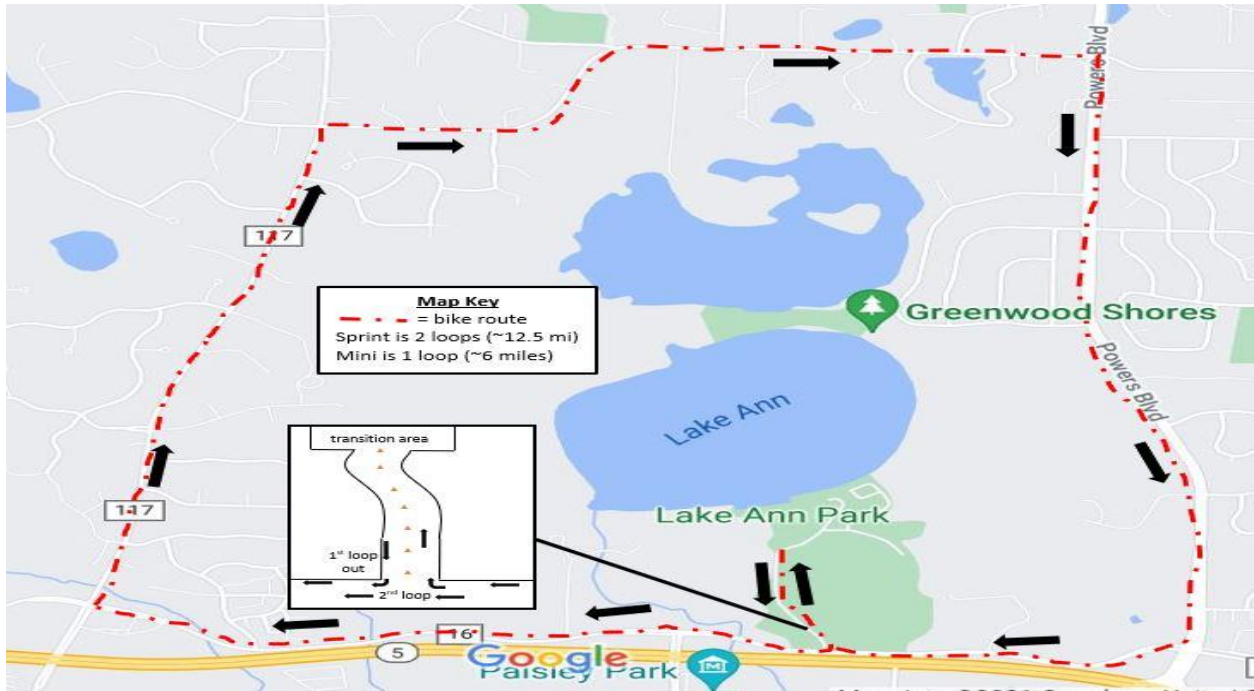 Powers Blvd
117
Map Key
= bike route
Sprint is 2 loops (~12.5 mi)
Mini is 1 loop (~6 miles)
Greenwood Shores
Powers Blvd
Lake Ann
transition area
1st loop
out
2nd loop
117
Lake Ann Park
16
5
Google
Paisley Park